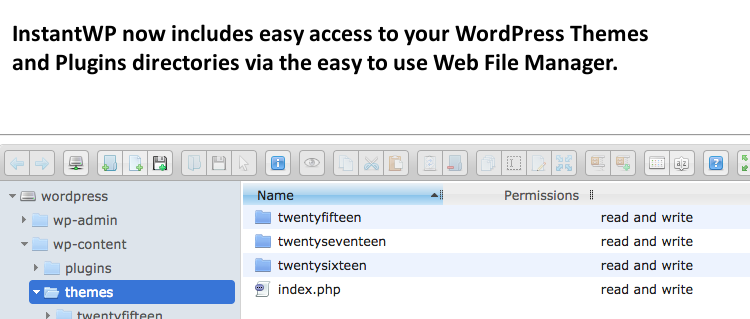 InstantWP now includes easy access to your WordPress Themes
and Plugins directories via the easy to use Web File Manager.
wordpress
wp-admin
wp-content
plugins
themes
twentyfifteen
Name Permissions
twentyfifteen read and write
twentyseventeen read and write
twentysixteen read and write
index.php read and write